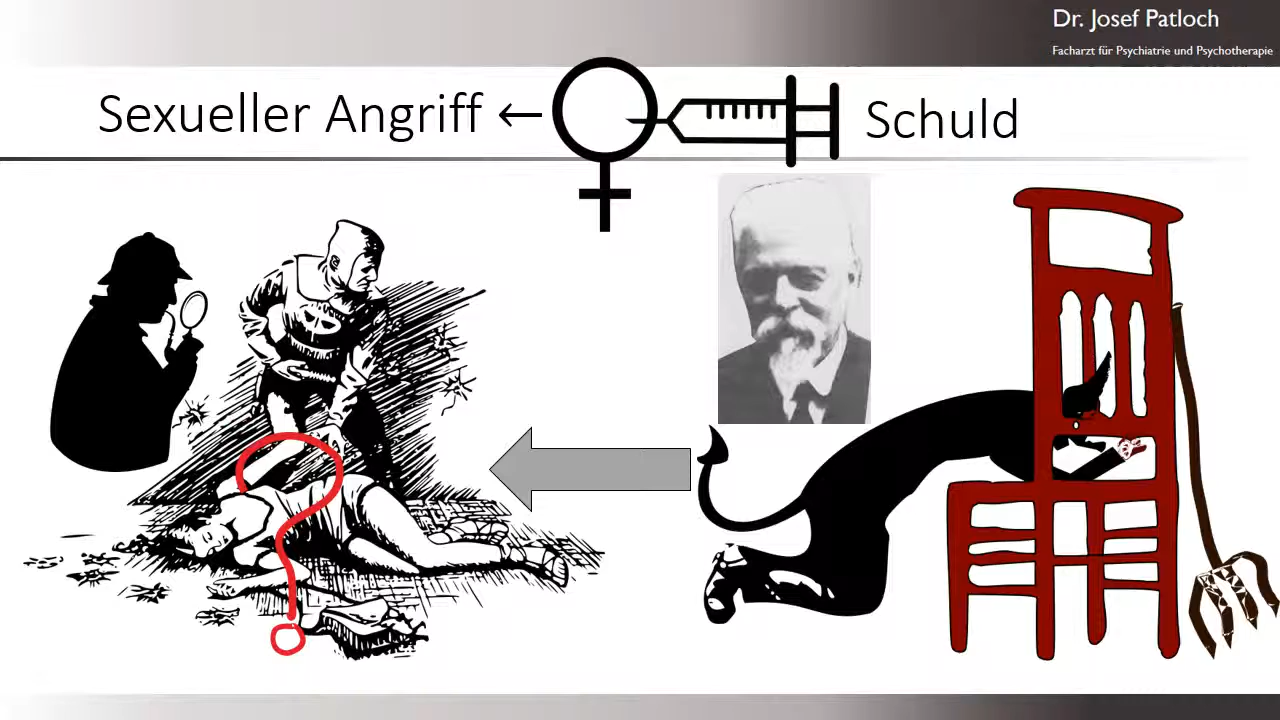 Dr. Josef Patloch
Facharzt für Psychiatrie und Psychotherapie
Sexueller Angriff ← Schuld